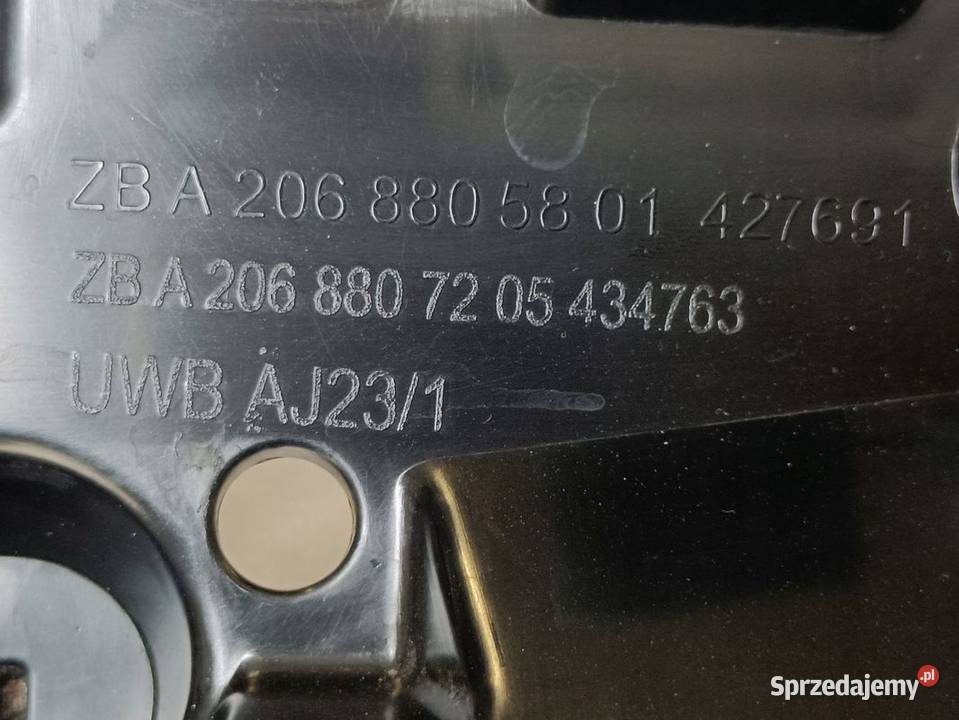 ZB A 206 880 58 01 427691
ZB A 206 880 72 05 434763
UWB AJ23/1
Sprzedajemy.pl